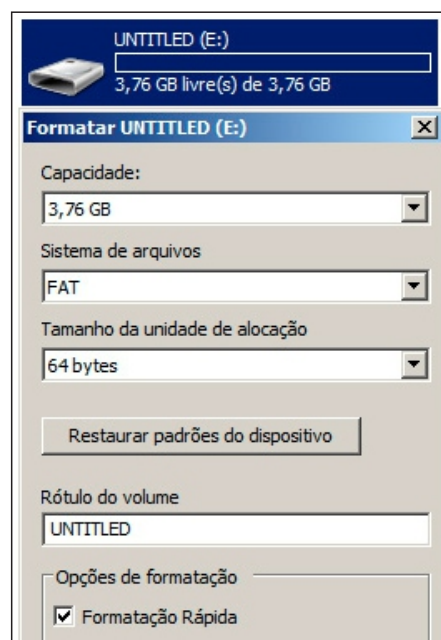 UNTITLED (E:)
3,76 GB livre(s) de 3,76 GB
Formatar UNTITLED (E:)
Capacidade:
3,76 GB
Sistema de arquivos
FAT
Tamanho da unidade de alocação
64 bytes
Restaurar padrões do dispositivo
Rótulo do volume
UNTITLED
Opções de formatação
Formatação Rápida